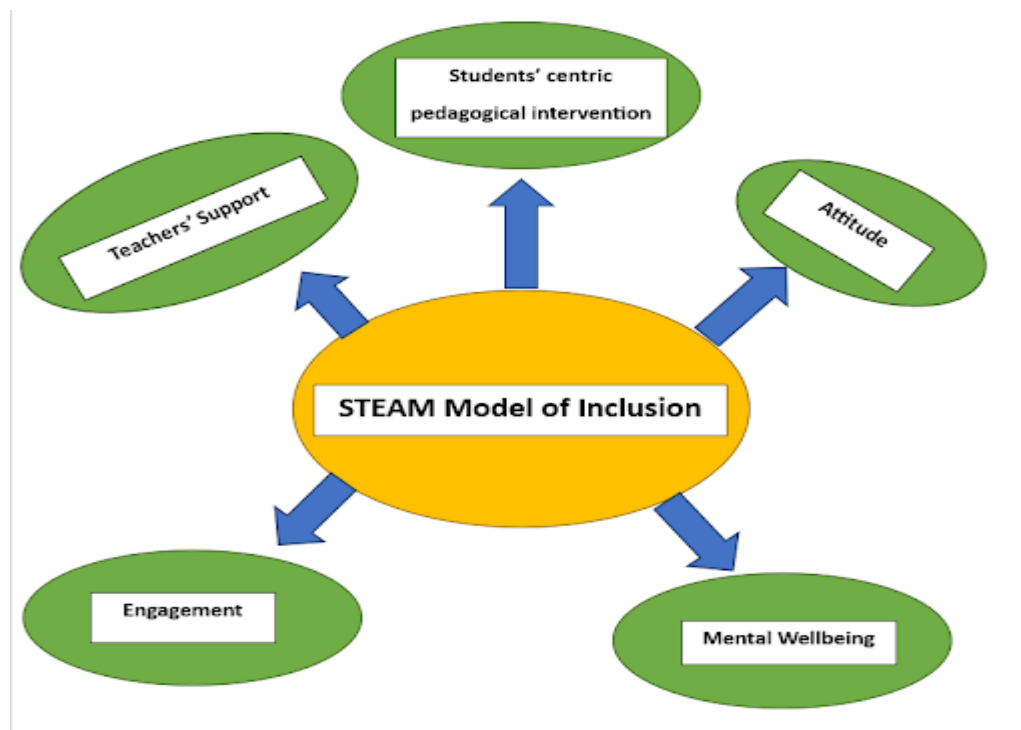 Students’ centric
pedagogical intervention
Teachers’ Support
Attitude
STEAM Model of Inclusion
Engagement
Mental Wellbeing